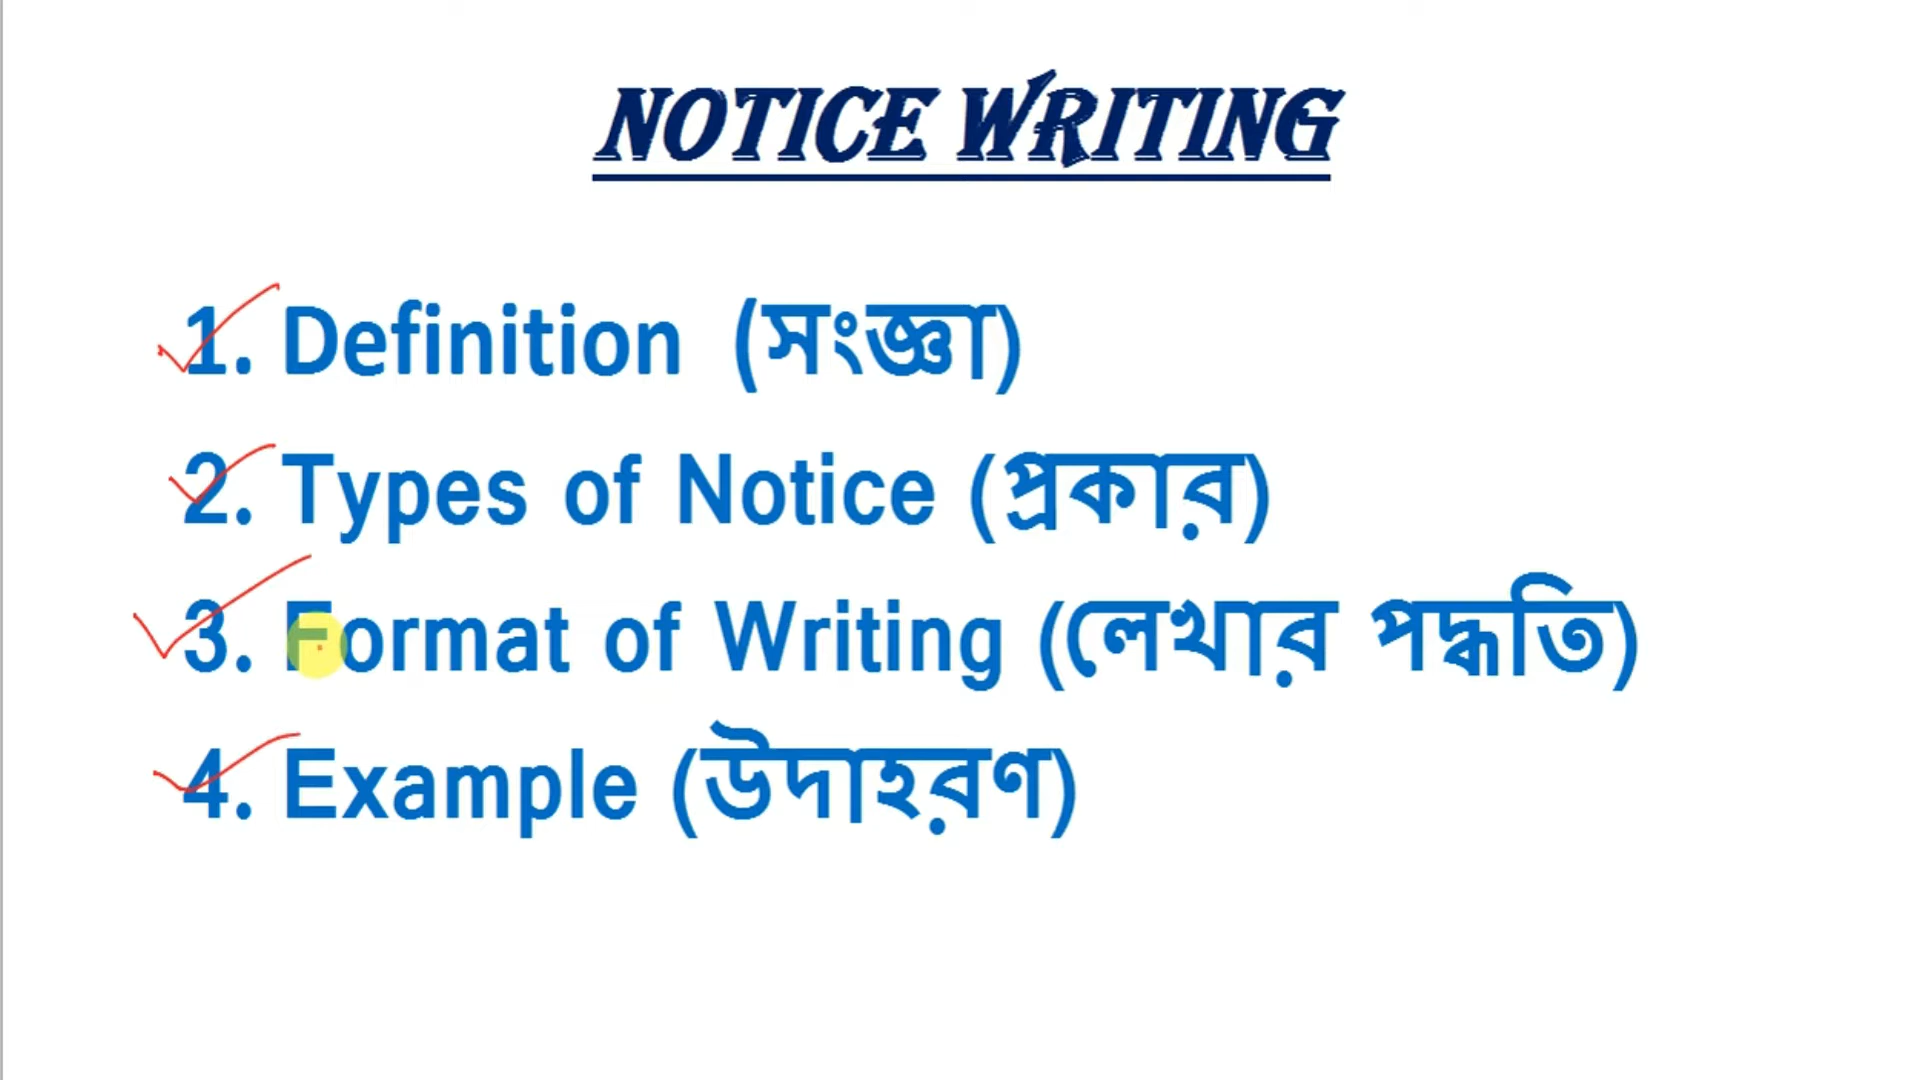 NOTICE WRITING
1. Definition (সংজ্ঞা)
2. Types of Notice (প্রকার)
3. Format of Writing (লেখার পদ্ধতি)
4. Example (উদাহরণ)